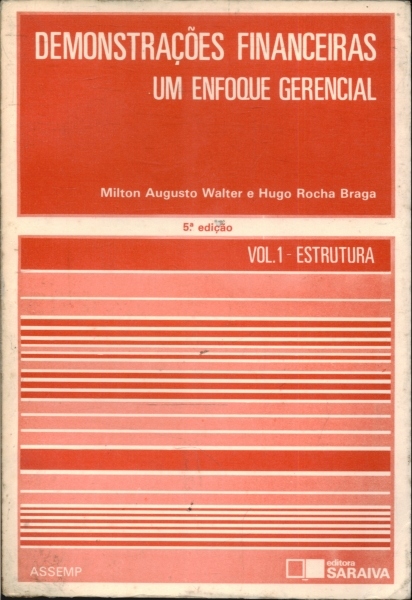 DEMONSTRAÇÕES FINANCEIRAS
UM ENFOQUE GERENCIAL
Milton Augusto Walter e Hugo Rocha Braga
5ª edição
VOL.1 - ESTRUTURA
ASSEMP
editora
SARAIVA